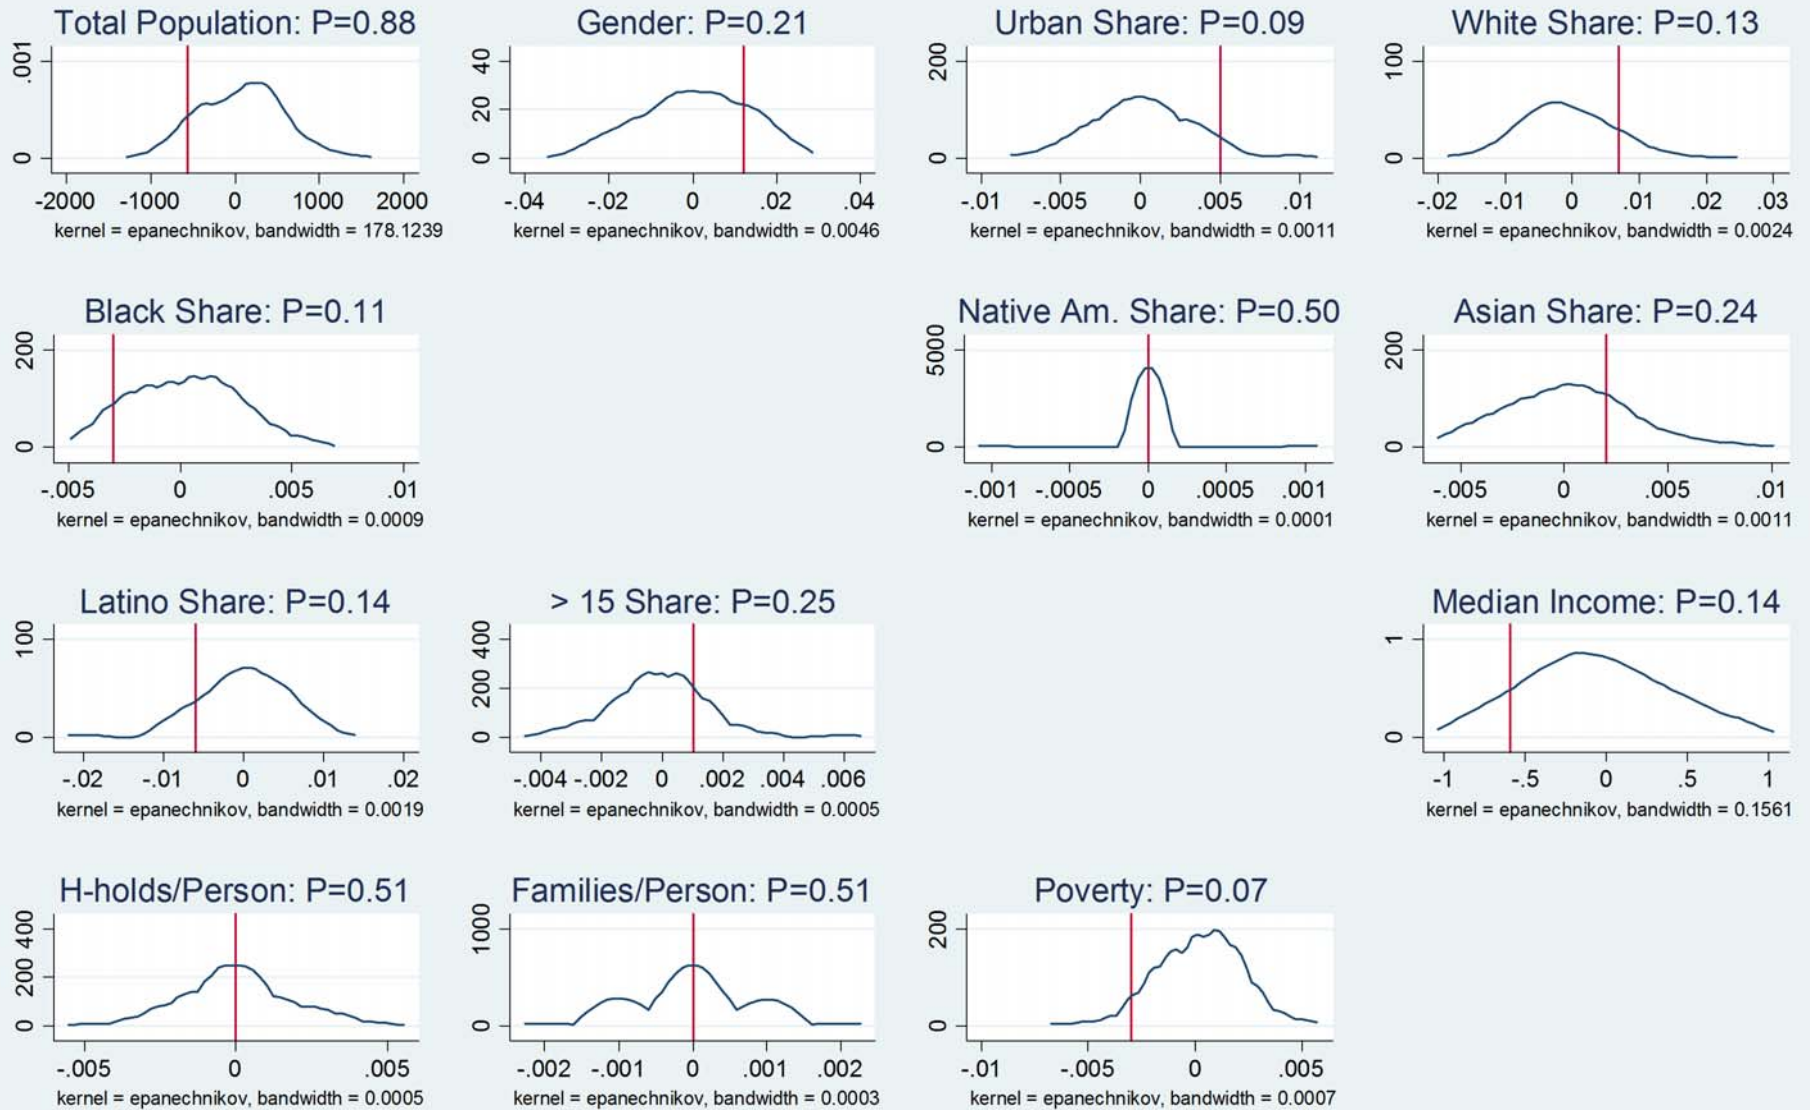 Total Population: P=0.88
.001
0
-2000 -1000 0 1000 2000
kernel = epanechnikov, bandwidth = 178.1239
Gender: P=0.21
40
20
0
-.04 -.02 0 .02 .04
kernel = epanechnikov, bandwidth = 0.0046
Urban Share: P=0.09
200
0
-.01 -.005 0 .005 .01
kernel = epanechnikov, bandwidth = 0.0011
White Share: P=0.13
100
0
-.02 -.01 0 .01 .02 .03
kernel = epanechnikov, bandwidth = 0.0024
Black Share: P=0.11
200
0
-.005 0 .005 .01
kernel = epanechnikov, bandwidth = 0.0009
Native Am. Share: P=0.50
5000
0
-.001 -.0005 0 .0005 .001
kernel = epanechnikov, bandwidth = 0.0001
Asian Share: P=0.24
200
0
-.005 0 .005 .01
kernel = epanechnikov, bandwidth = 0.0011
Latino Share: P=0.14
100
0
-.02 -.01 0 .01 .02
kernel = epanechnikov, bandwidth = 0.0019
> 15 Share: P=0.25
400
200
0
-.004 -.002 0 .002 .004 .006
kernel = epanechnikov, bandwidth = 0.0005
Median Income: P=0.14
1
0
-1 -.5 0 .5 1
kernel = epanechnikov, bandwidth = 0.1561
H-holds/Person: P=0.51
400
200
0
-.005 0 .005
kernel = epanechnikov, bandwidth = 0.0005
Families/Person: P=0.51
1000
0
-.002 -.001 0 .001 .002
kernel = epanechnikov, bandwidth = 0.0003
Poverty: P=0.07
200
0
-.01 -.005 0 .005
kernel = epanechnikov, bandwidth = 0.0007